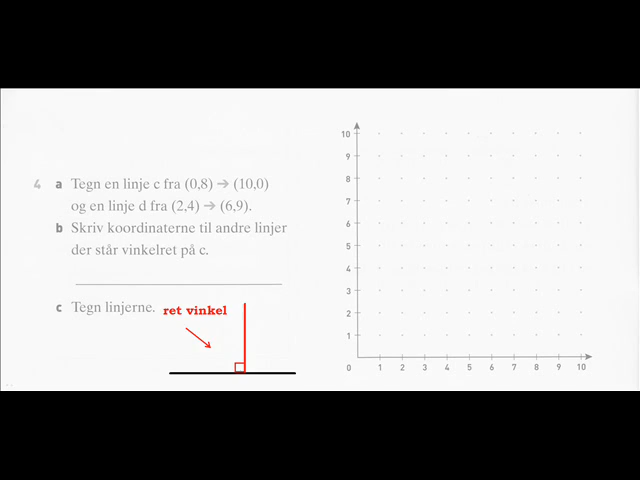 4 a Tegn en linje c fra (0,8) → (10,0)
og en linje d fra (2,4) → (6,9).
b Skriv koordinaterne til andre linjer
der står vinkelret på c.
c Tegn linjerne.
ret vinkel
10
9
8
7
6
5
4
3
2
1
0 1 2 3 4 5 6 7 8 9 10